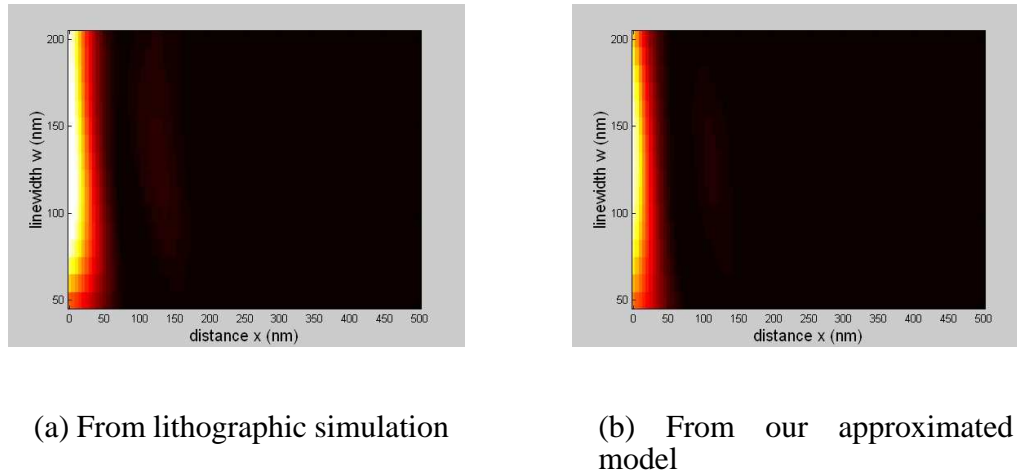 200
150
100
50
linewidth w (nm)
0 50 100 150 200 250 300 350 400 450 500
distance x (nm)
200
150
100
50
linewidth w (nm)
0 50 100 150 200 250 300 350 400 450 500
distance x (nm)
(a) From lithographic simulation
(b) From our approximated
model